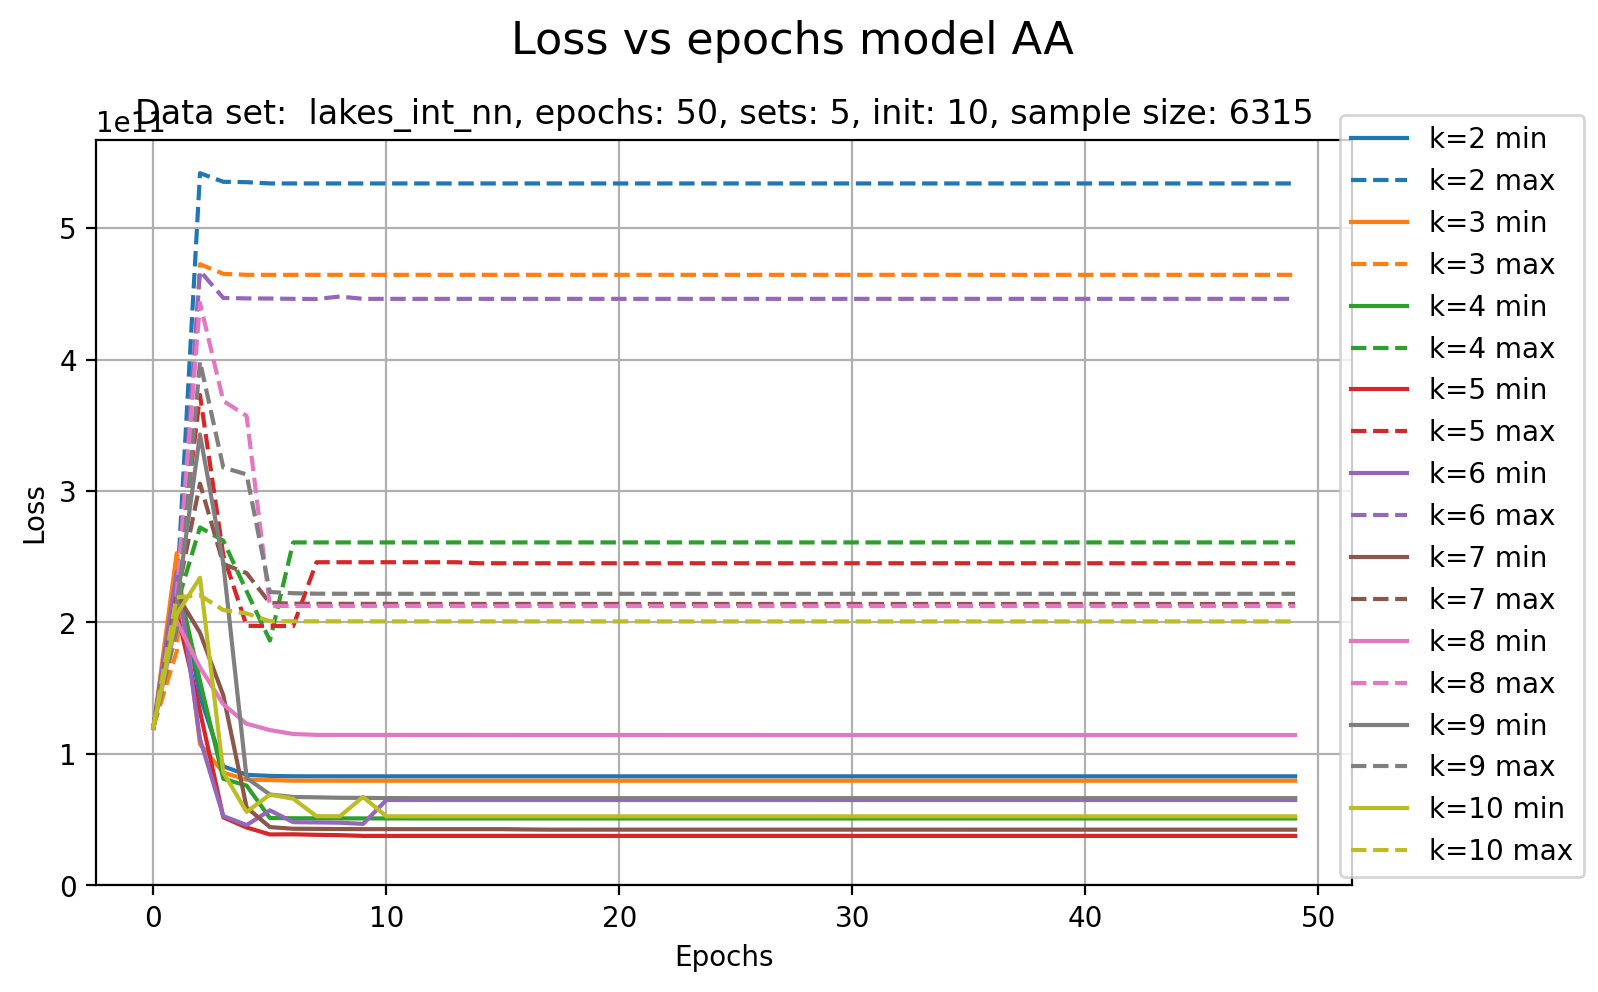 Loss vs epochs model AA
Data set:  lakes_int_nn, epochs: 50, sets: 5, init: 10, sample size: 6315
1e11
5
4
3
2
1
0
Loss
0 10 20 30 40 50
Epochs
k=2 min
k=2 max
k=3 min
k=3 max
k=4 min
k=4 max
k=5 min
k=5 max
k=6 min
k=6 max
k=7 min
k=7 max
k=8 min
k=8 max
k=9 min
k=9 max
k=10 min
k=10 max